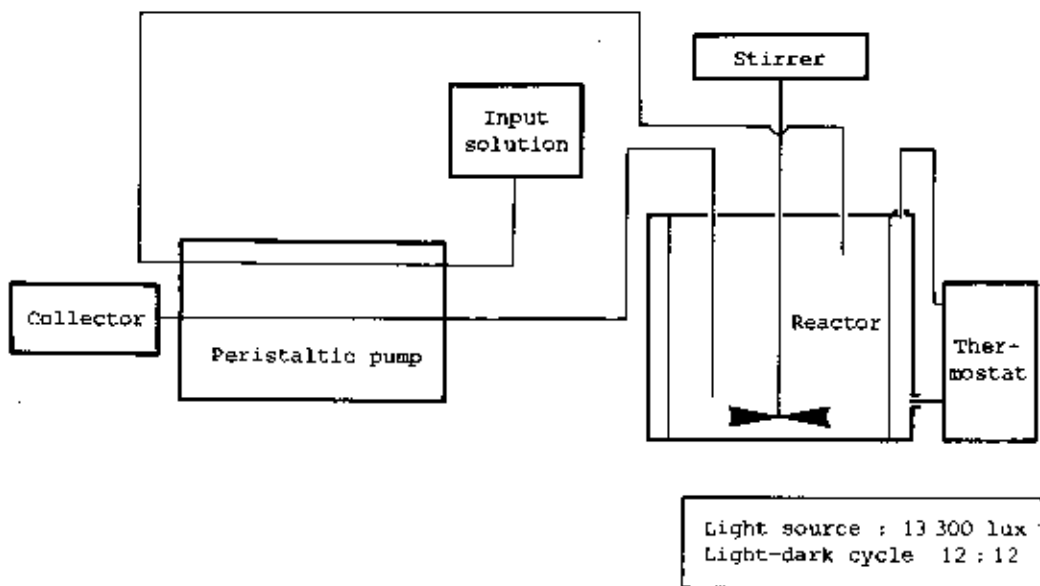 Stirrer
Input
solution
Collector
Peristaltic pump
Reactor
Ther-
mostat
Light source : 13 300 lux
Light-dark cycle 12 : 12